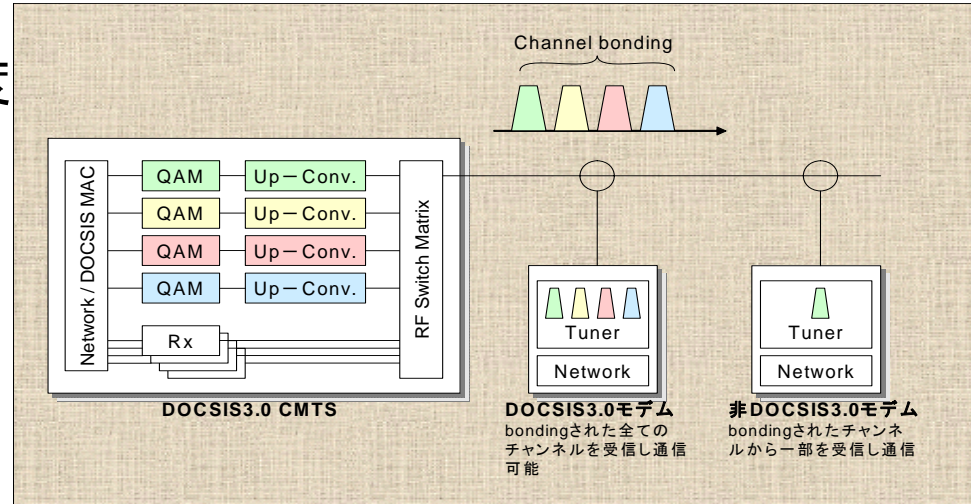 Channel bonding
Network / DOCSIS MAC
QAM
Up－Conv.
QAM
Up－Conv.
QAM
Up－Conv.
QAM
Up－Conv.
Rx
RF Switch Matrix
Tuner
Network
Tuner
Network
DOCSIS3.0 CMTS
DOCSIS3.0モデム
bondingされた全ての
チャンネルを受信し通信
可能
非DOCSIS3.0モデム
bondingされたチャンネ
ルから一部を受信し通信